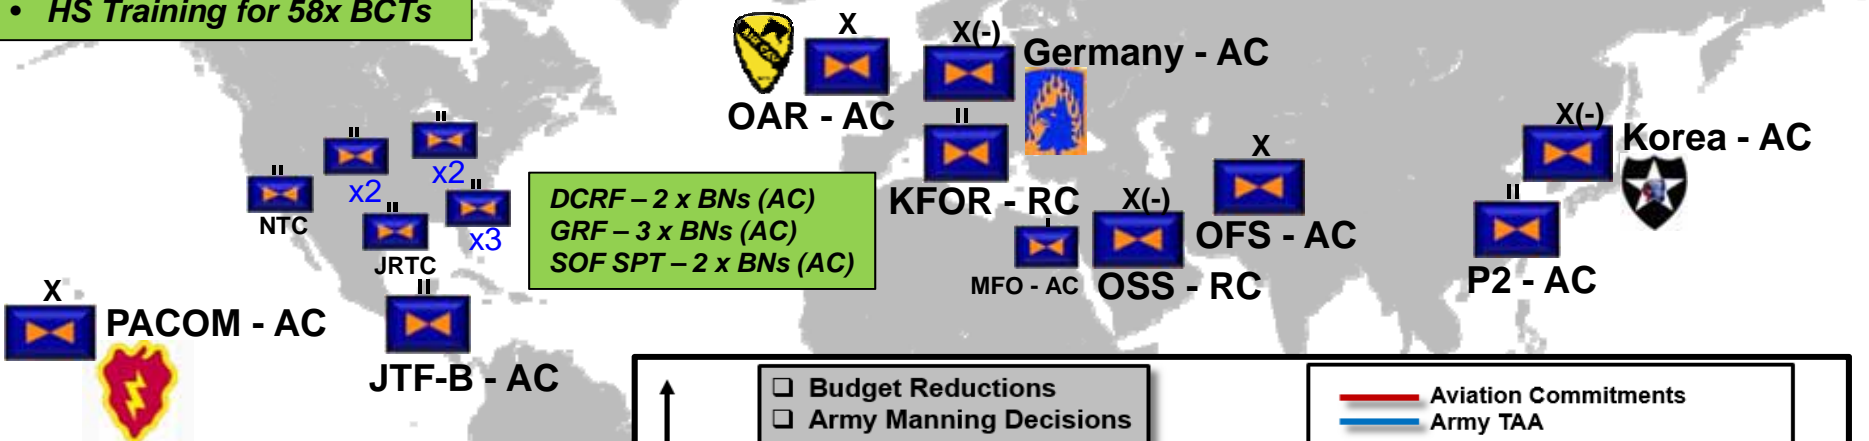 • HS Training for 58x BCTs
X
OAR - AC
X(-)
Germany - AC
II
KFOR - RC
X
OFS - AC
X(-)
OSS - RC
I
MFO - AC
X(-)
Korea - AC
II
P2 - AC
II
NTC
II
x2
II
x2
II
JRTC
II
x3
DCRF – 2 x BNs (AC)
GRF – 3 x BNs (AC)
SOF SPT – 2 x BNs (AC)
X
PACOM - AC
II
JTF-B - AC
❑ Budget Reductions
❑ Army Manning Decisions
Aviation Commitments
Army TAA